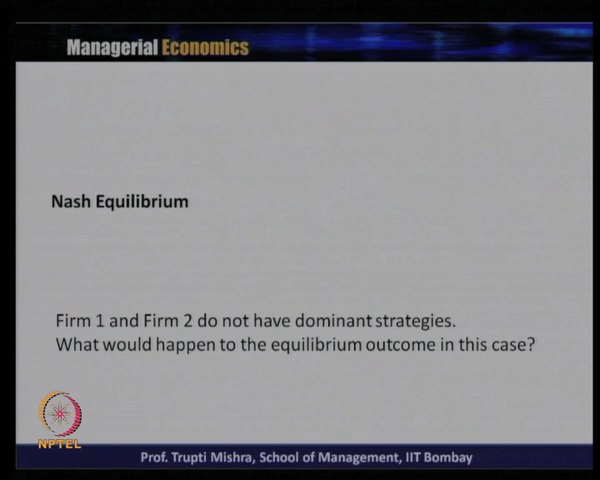 Managerial Economics
Nash Equilibrium
Firm 1 and Firm 2 do not have dominant strategies.
What would happen to the equilibrium outcome in this case?
NPTEL
Prof. Trupti Mishra, School of Management, IIT Bombay